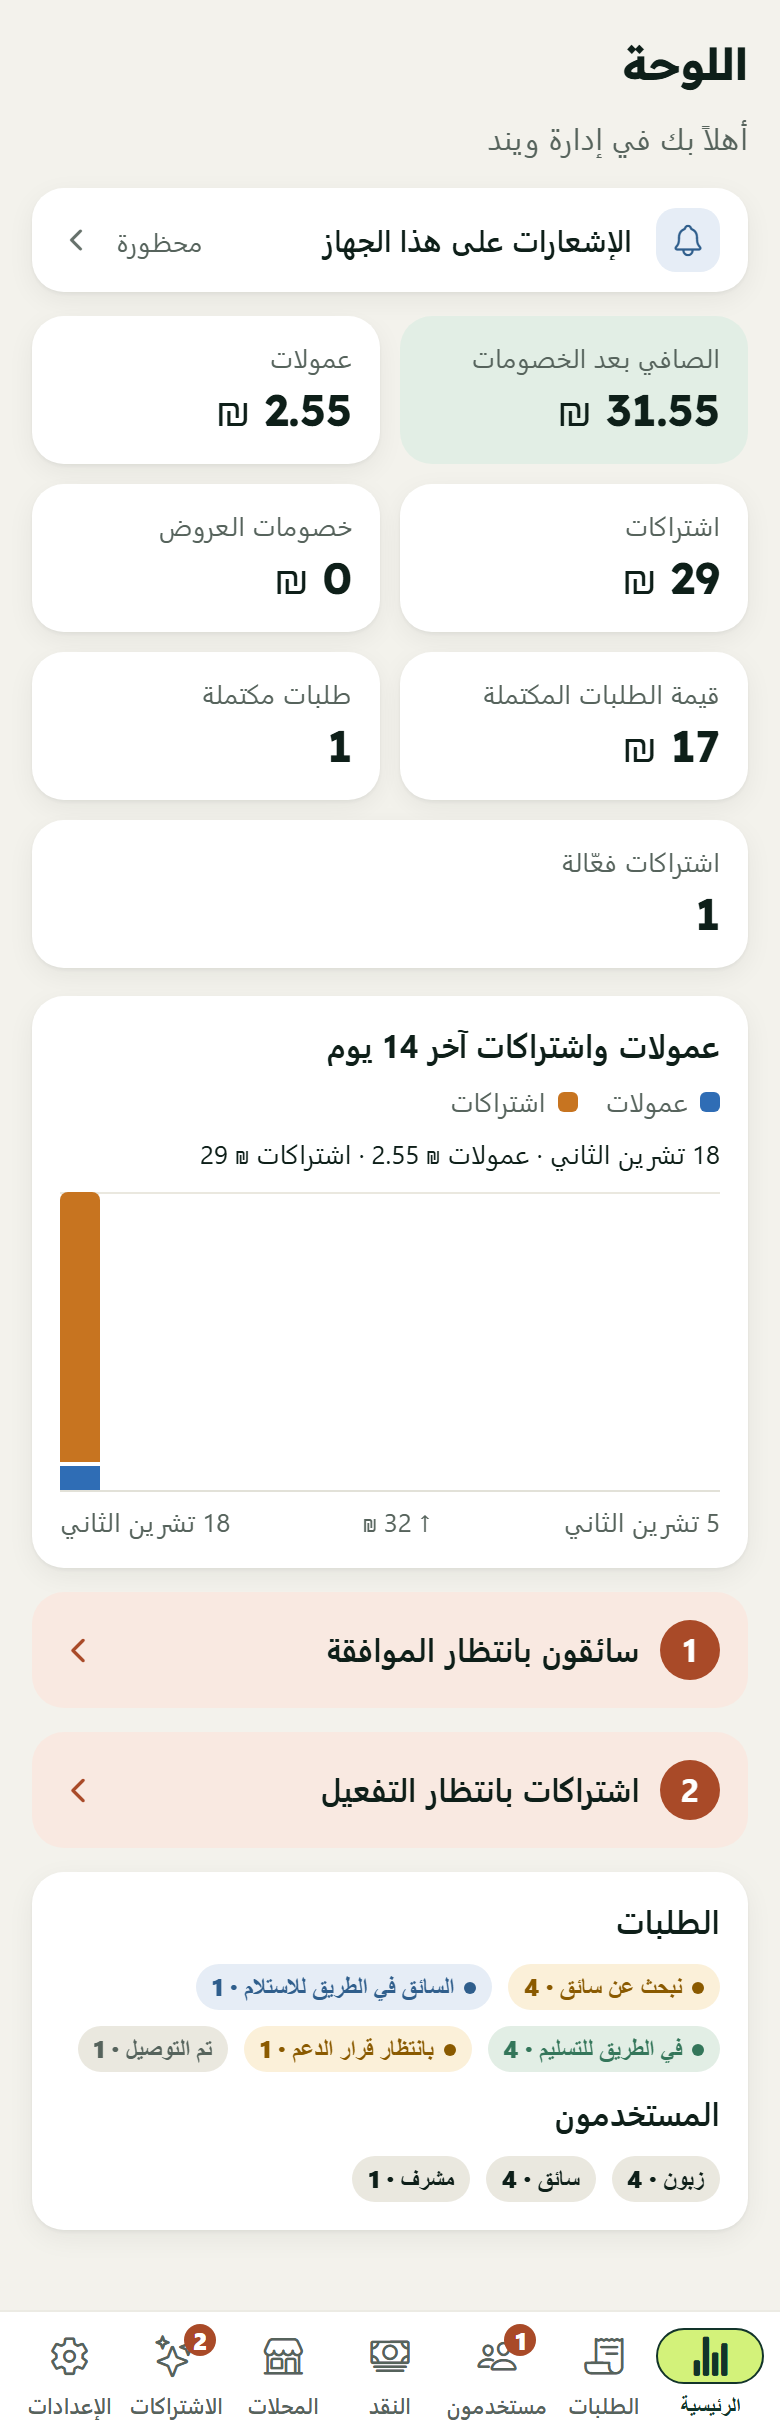 اللوحة
أهلاً بك في إدارة ويند
الإشعارات على هذا الجهاز محظورة
الصافي بعد الخصومات
31.55 ₪
عمولات
2.55 ₪
اشتراكات
29 ₪
خصومات العروض
0 ₪
قيمة الطلبات المكتملة
17 ₪
طلبات مكتملة
1
اشتراكات فعّالة
1
عمولات واشتراكات آخر 14 يوم
عمولات اشتراكات
18 تشرين الثاني · عمولات ₪ 2.55 · اشتراكات ₪ 29
5 تشرين الثاني ↑ 32 ₪ 18 تشرين الثاني
1 سائقون بانتظار الموافقة
2 اشتراكات بانتظار التفعيل
الطلبات
نبحث عن سائق · 4 السائق في الطريق للاستلام · 1
في الطريق للتسليم · 4 بانتظار قرار الدعم · 1 تم التوصيل · 1
المستخدمون
زبون · 4 سائق · 4 مشرف · 1
1 2
الرئيسية الطلبات مستخدمون النقد المحلات الاشتراكات الإعدادات